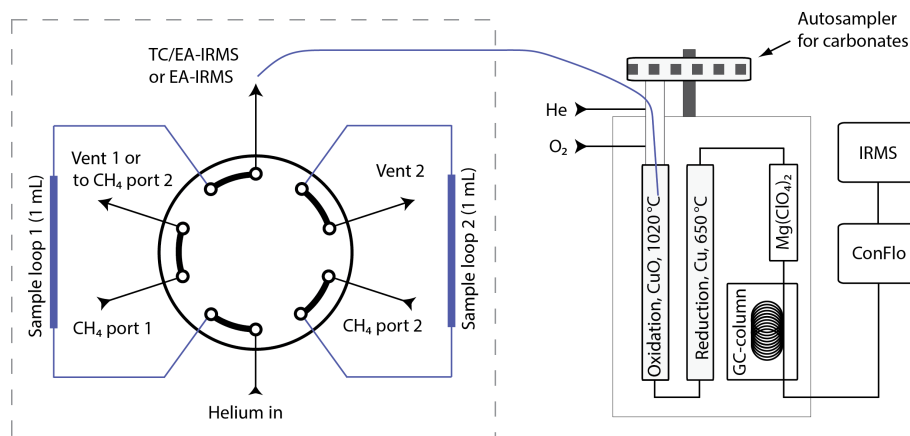 TC/EA-IRMS
or EA-IRMS
Vent 1 or
to CH₄ port 2
Vent 2
Sample loop 1 (1 mL)
Sample loop 2 (1 mL)
CH₄ port 1
CH₄ port 2
Helium in
Autosampler
for carbonates
He
O₂
Oxidation, CuO, 1020 °C
Reduction, Cu, 650 °C
Mg(ClO₄)₂
GC-column
IRMS
ConFlo